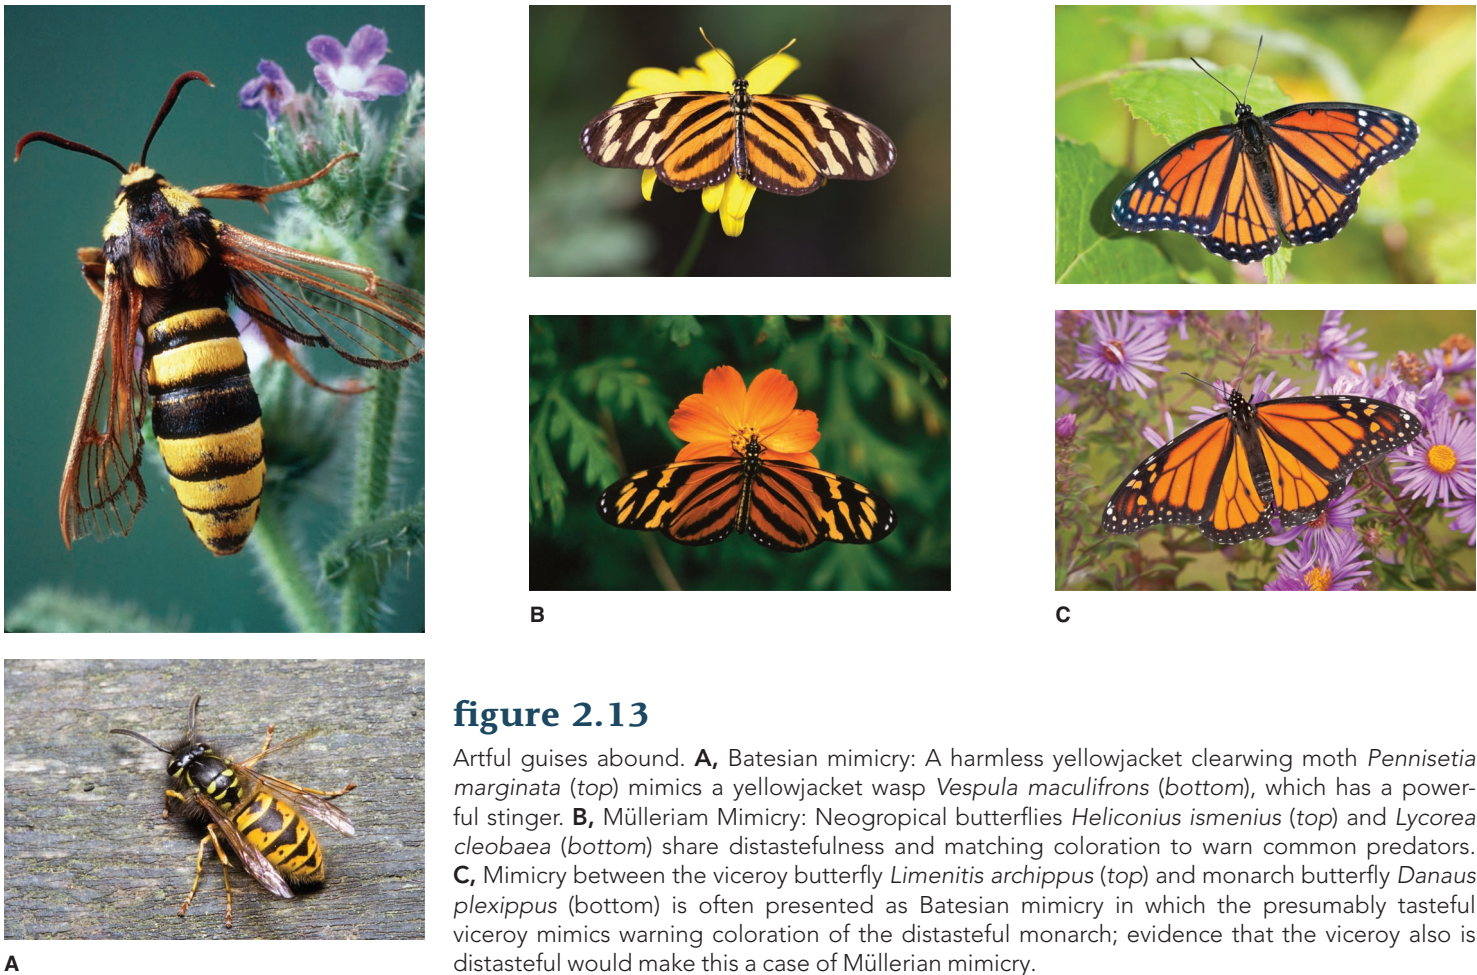 B
C
A
figure 2.13
Artful guises abound. A, Batesian mimicry: A harmless yellowjacket clearwing moth Pennisetia
marginata (top) mimics a yellowjacket wasp Vespula maculifrons (bottom), which has a power-
ful stinger. B, Mülleriam Mimicry: Neogropical butterflies Heliconius ismenius (top) and Lycorea
cleobaea (bottom) share distastefulness and matching coloration to warn common predators.
C, Mimicry between the viceroy butterfly Limenitis archippus (top) and monarch butterfly Danaus
plexippus (bottom) is often presented as Batesian mimicry in which the presumably tasteful
viceroy mimics warning coloration of the distasteful monarch; evidence that the viceroy also is
distasteful would make this a case of Müllerian mimicry.